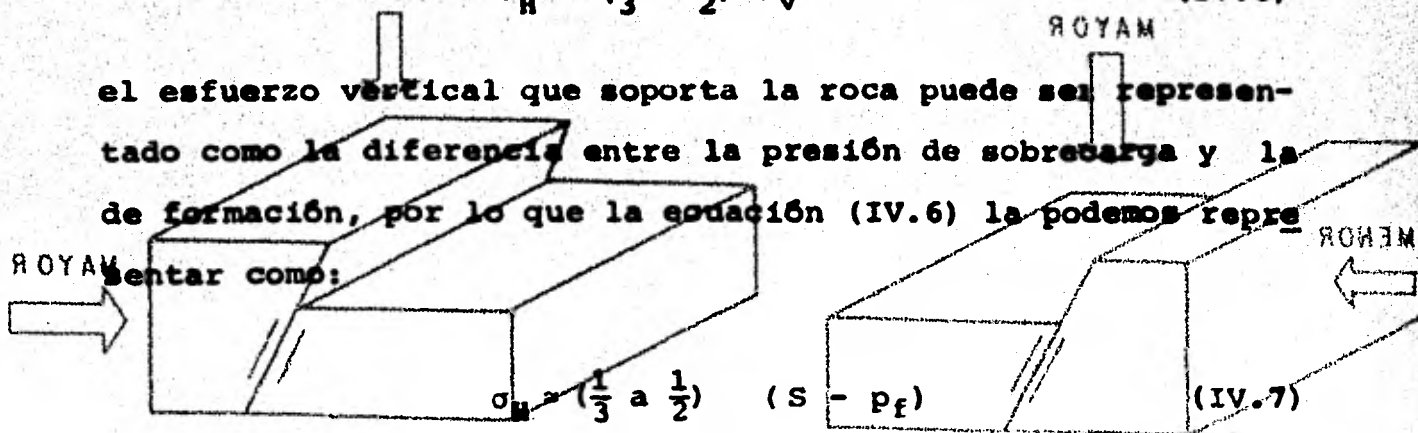 H 3 2 V
MAYOR
el esfuerzo vertical que soporta la roca puede ser represen-
tado como la diferencia entre la presión de sobrecarga y la
de formación, por lo que la ecuación (IV.6) la podemos repre
MENOR
MAYOR
sentar como:
σH ≃ (1/3 a 1/2) (S - pf) (IV.7)